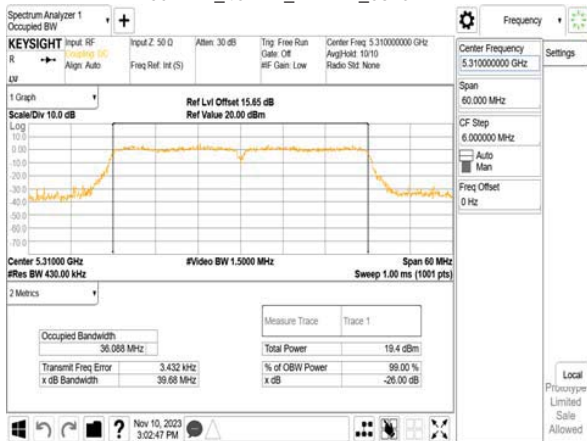 Spectrum Analyzer 1
Occupied BW
+
Frequency
KEYSIGHT
R
Input: RF
Coupling: DC
Align: Auto
Input Z: 50 Ω
Freq Ref: Int (S)
Atten: 30 dB
Trig: Free Run
Gate: Off
#IF Gain: Low
Center Freq: 5.310000000 GHz
Avg|Hold: 10/10
Radio Std: None
1 Graph
Scale/Div 10.0 dB
Ref Lvl Offset 15.65 dB
Ref Value 20.00 dBm
Log
10.0
0.00
-10.0
-20.0
-30.0
-40.0
-50.0
-60.0
-70.0
Center 5.31000 GHz
#Res BW 430.00 kHz
#Video BW 1.5000 MHz
Span 60 MHz
Sweep 1.00 ms (1001 pts)
2 Metrics
Measure Trace
Trace 1
Occupied Bandwidth
36.088 MHz
Total Power
19.4 dBm
Transmit Freq Error
3.432 kHz
% of OBW Power
99.00 %
x dB Bandwidth
39.68 MHz
x dB
-26.00 dB
Center Frequency
5.310000000 GHz
Settings
Span
60.000 MHz
CF Step
6.000000 MHz
Auto
Man
Freq Offset
0 Hz
Local
Prototype
Limited
Sale
Allowed
?
Nov 10, 2023
3:02:47 PM